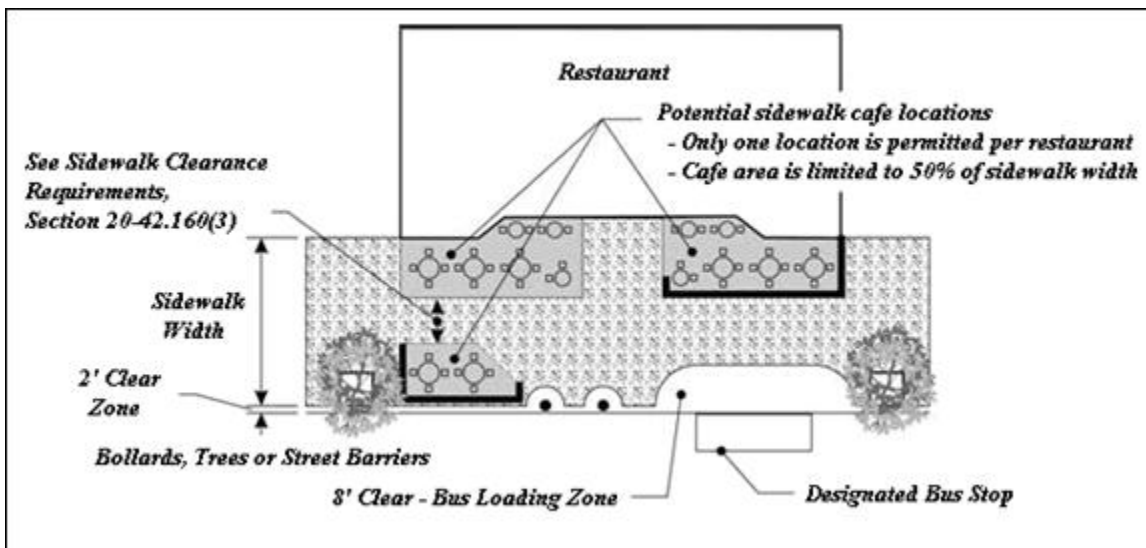 Restaurant
Potential sidewalk cafe locations
- Only one location is permitted per restaurant
- Cafe area is limited to 50% of sidewalk width
See Sidewalk Clearance
Requirements,
Section 20-42.160(3)
Sidewalk
Width
2' Clear
Zone
Bollards, Trees or Street Barriers
8' Clear - Bus Loading Zone
Designated Bus Stop